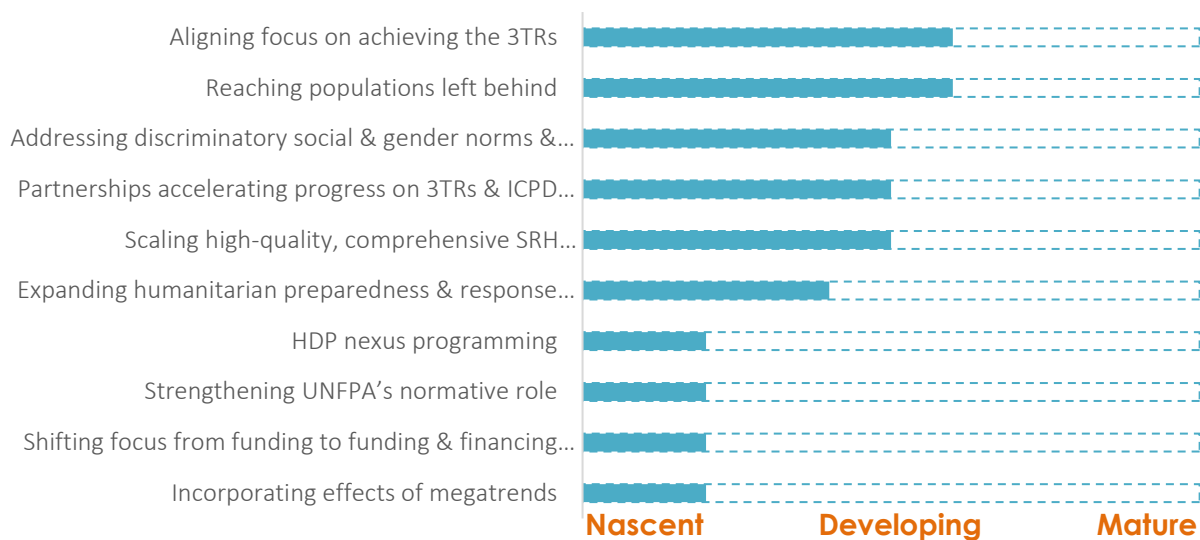 Aligning focus on achieving the 3TRs
Reaching populations left behind
Addressing discriminatory social & gender norms &...
Partnerships accelerating progress on 3TRs & ICPD...
Scaling high-quality, comprehensive SRH...
Expanding humanitarian preparedness & response...
HDP nexus programming
Strengthening UNFPA’s normative role
Shifting focus from funding to funding & financing...
Incorporating effects of megatrends
Nascent Developing Mature